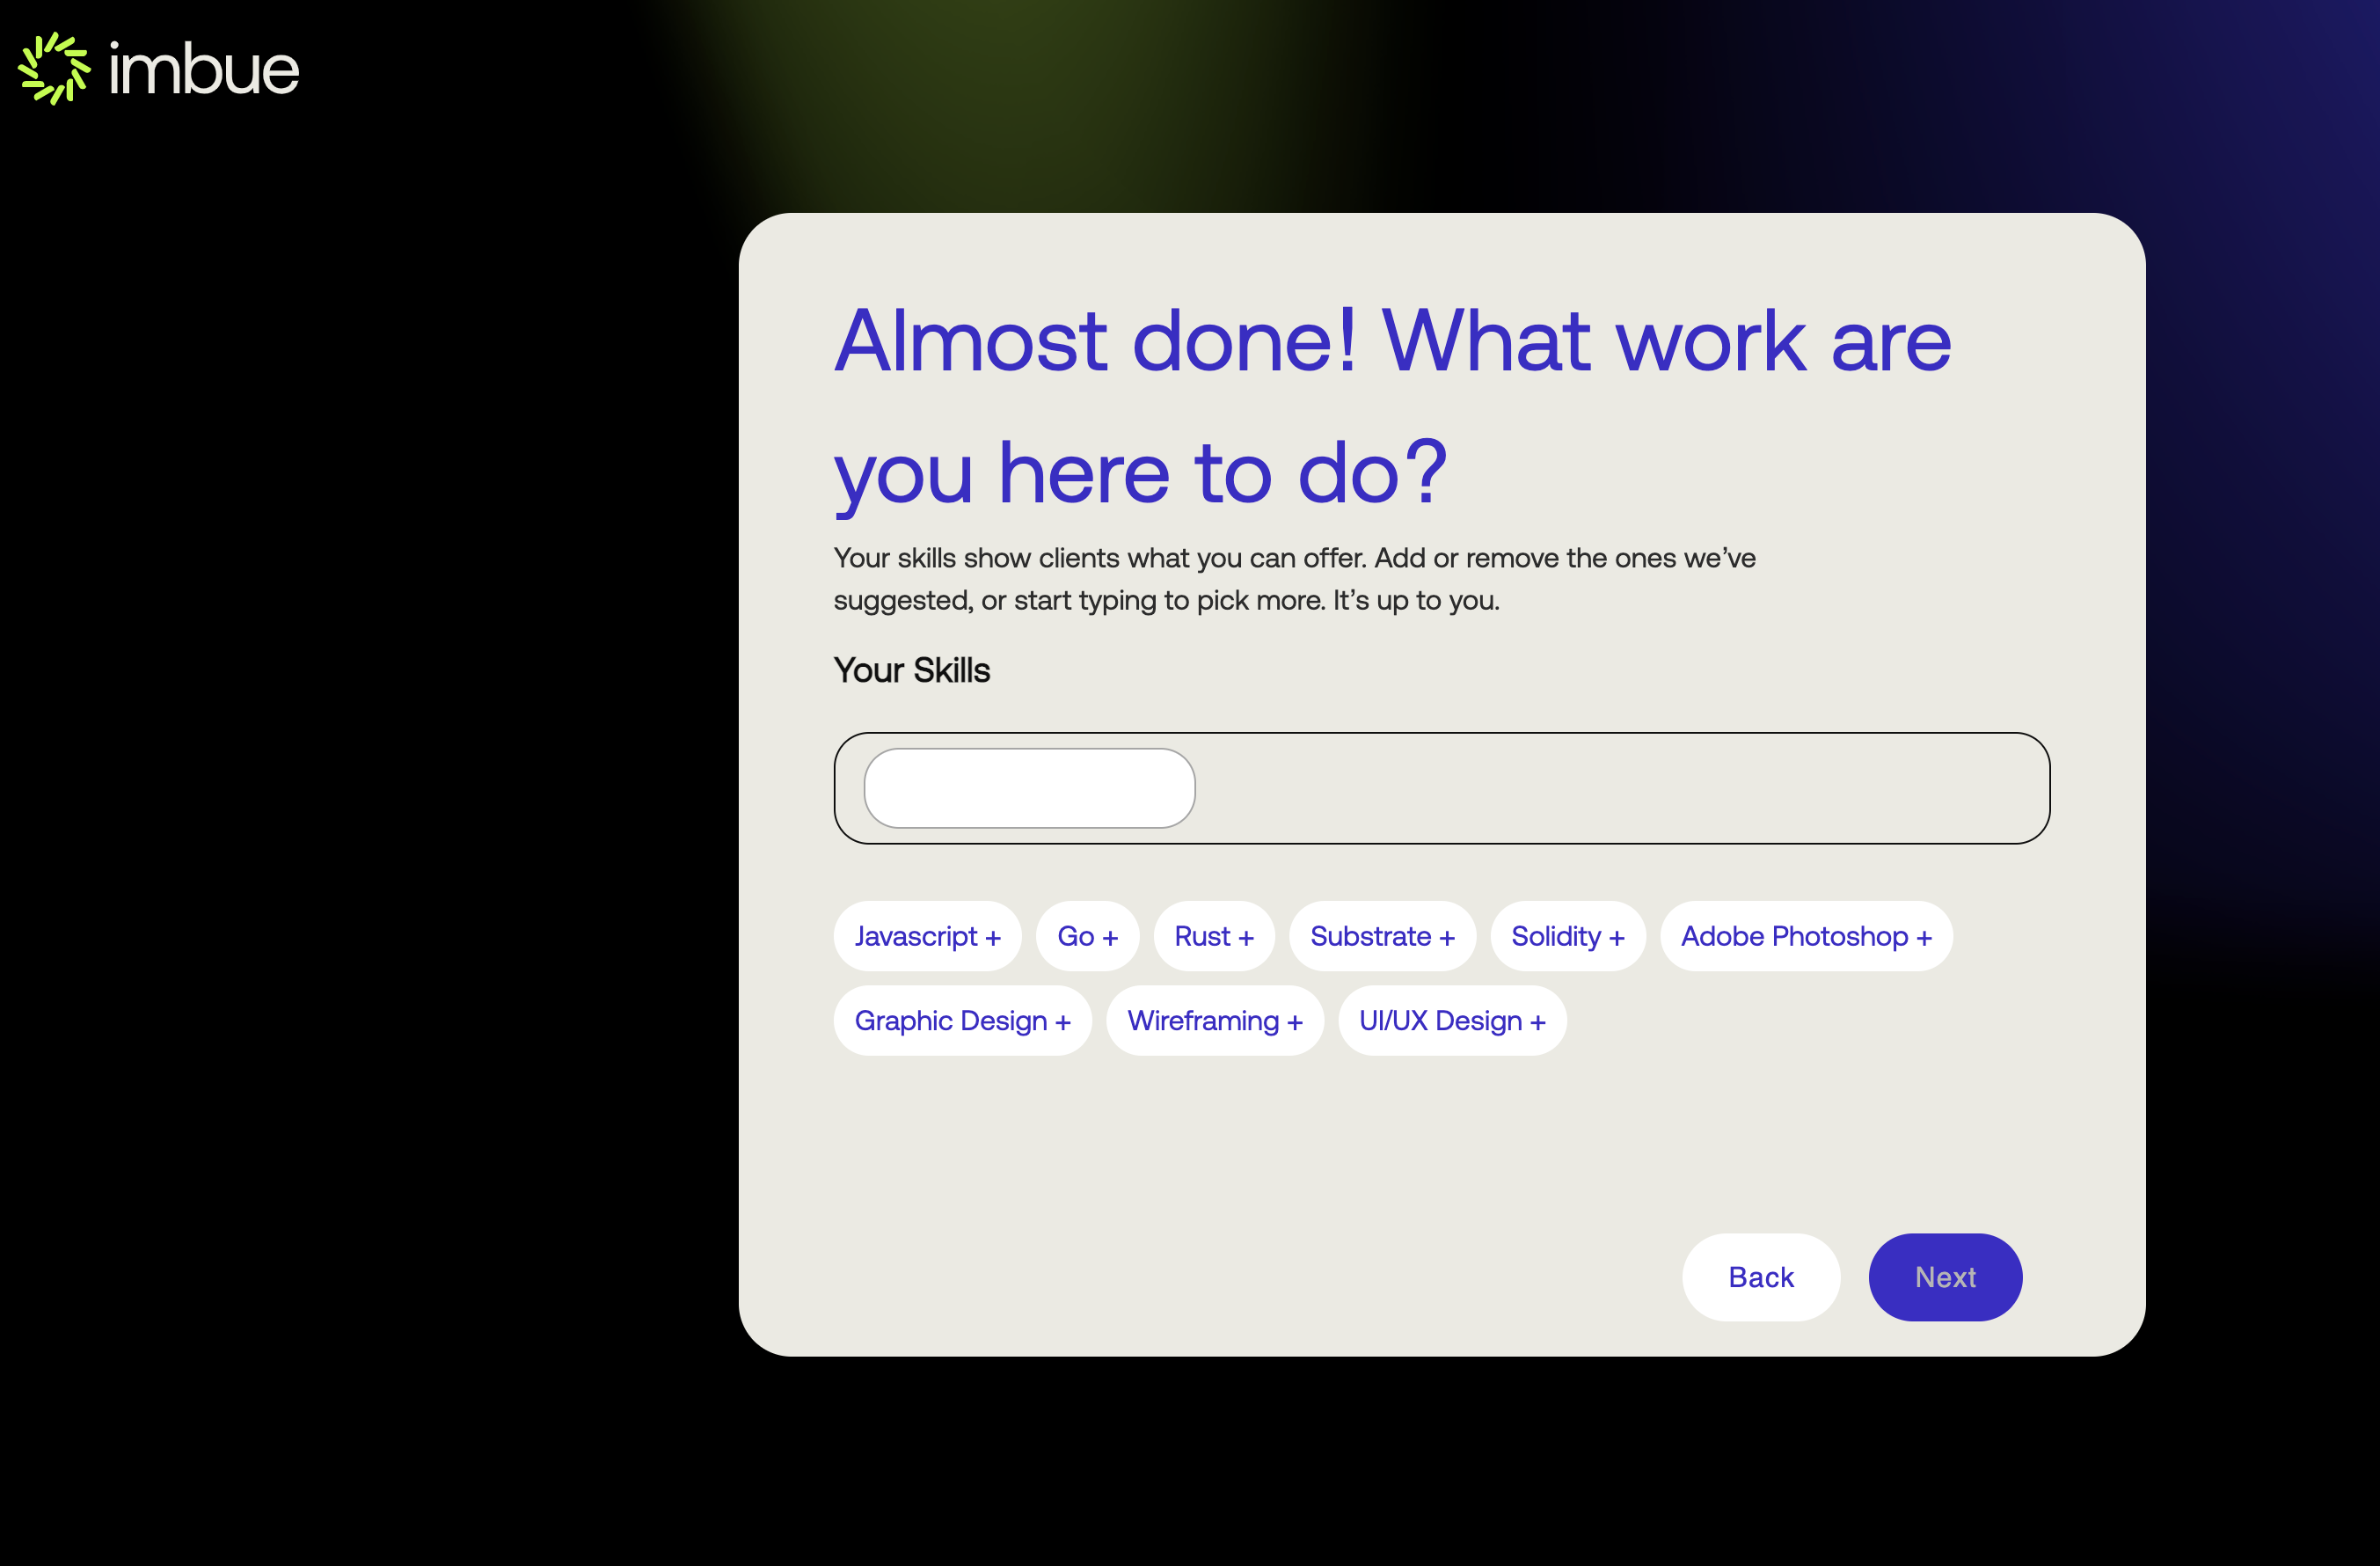 imbue
Almost done! What work are
you here to do?
Your skills show clients what you can offer. Add or remove the ones we’ve
suggested, or start typing to pick more. It’s up to you.
Your Skills
Javascript + Go + Rust + Substrate + Solidity + Adobe Photoshop +
Graphic Design + Wireframing + UI/UX Design +
Back Next